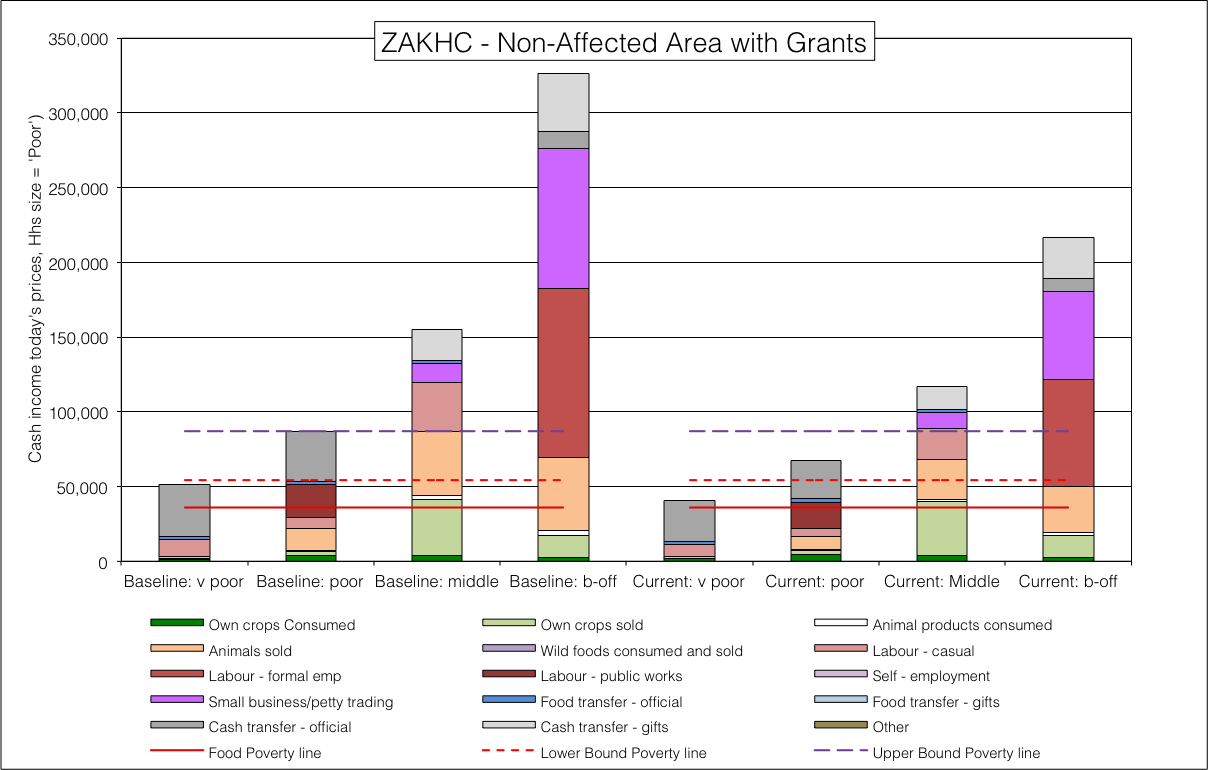 ZAKHC - Non-Affected Area with Grants
Cash income today's prices, Hhs size = 'Poor')
350,000
300,000
250,000
200,000
150,000
100,000
50,000
0
Baseline: v poor Baseline: poor Baseline: middle Baseline: b-off Current: v poor Current: poor Current: Middle Current: b-off
Own crops Consumed Own crops sold Animal products consumed
Animals sold Wild foods consumed and sold Labour - casual
Labour - formal emp Labour - public works Self - employment
Small business/petty trading Food transfer - official Food transfer - gifts
Cash transfer - official Cash transfer - gifts Other
Food Poverty line Lower Bound Poverty line Upper Bound Poverty line